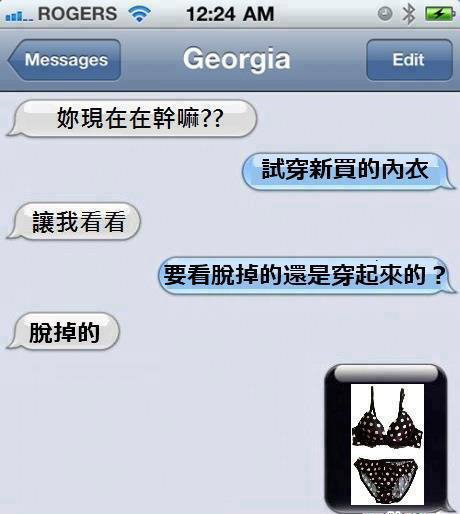 ROGERS 12:24 AM
Messages Georgia Edit
妳現在在幹嘛??
試穿新買的內衣
讓我看看
要看脫掉的還是穿起來的？
脫掉的